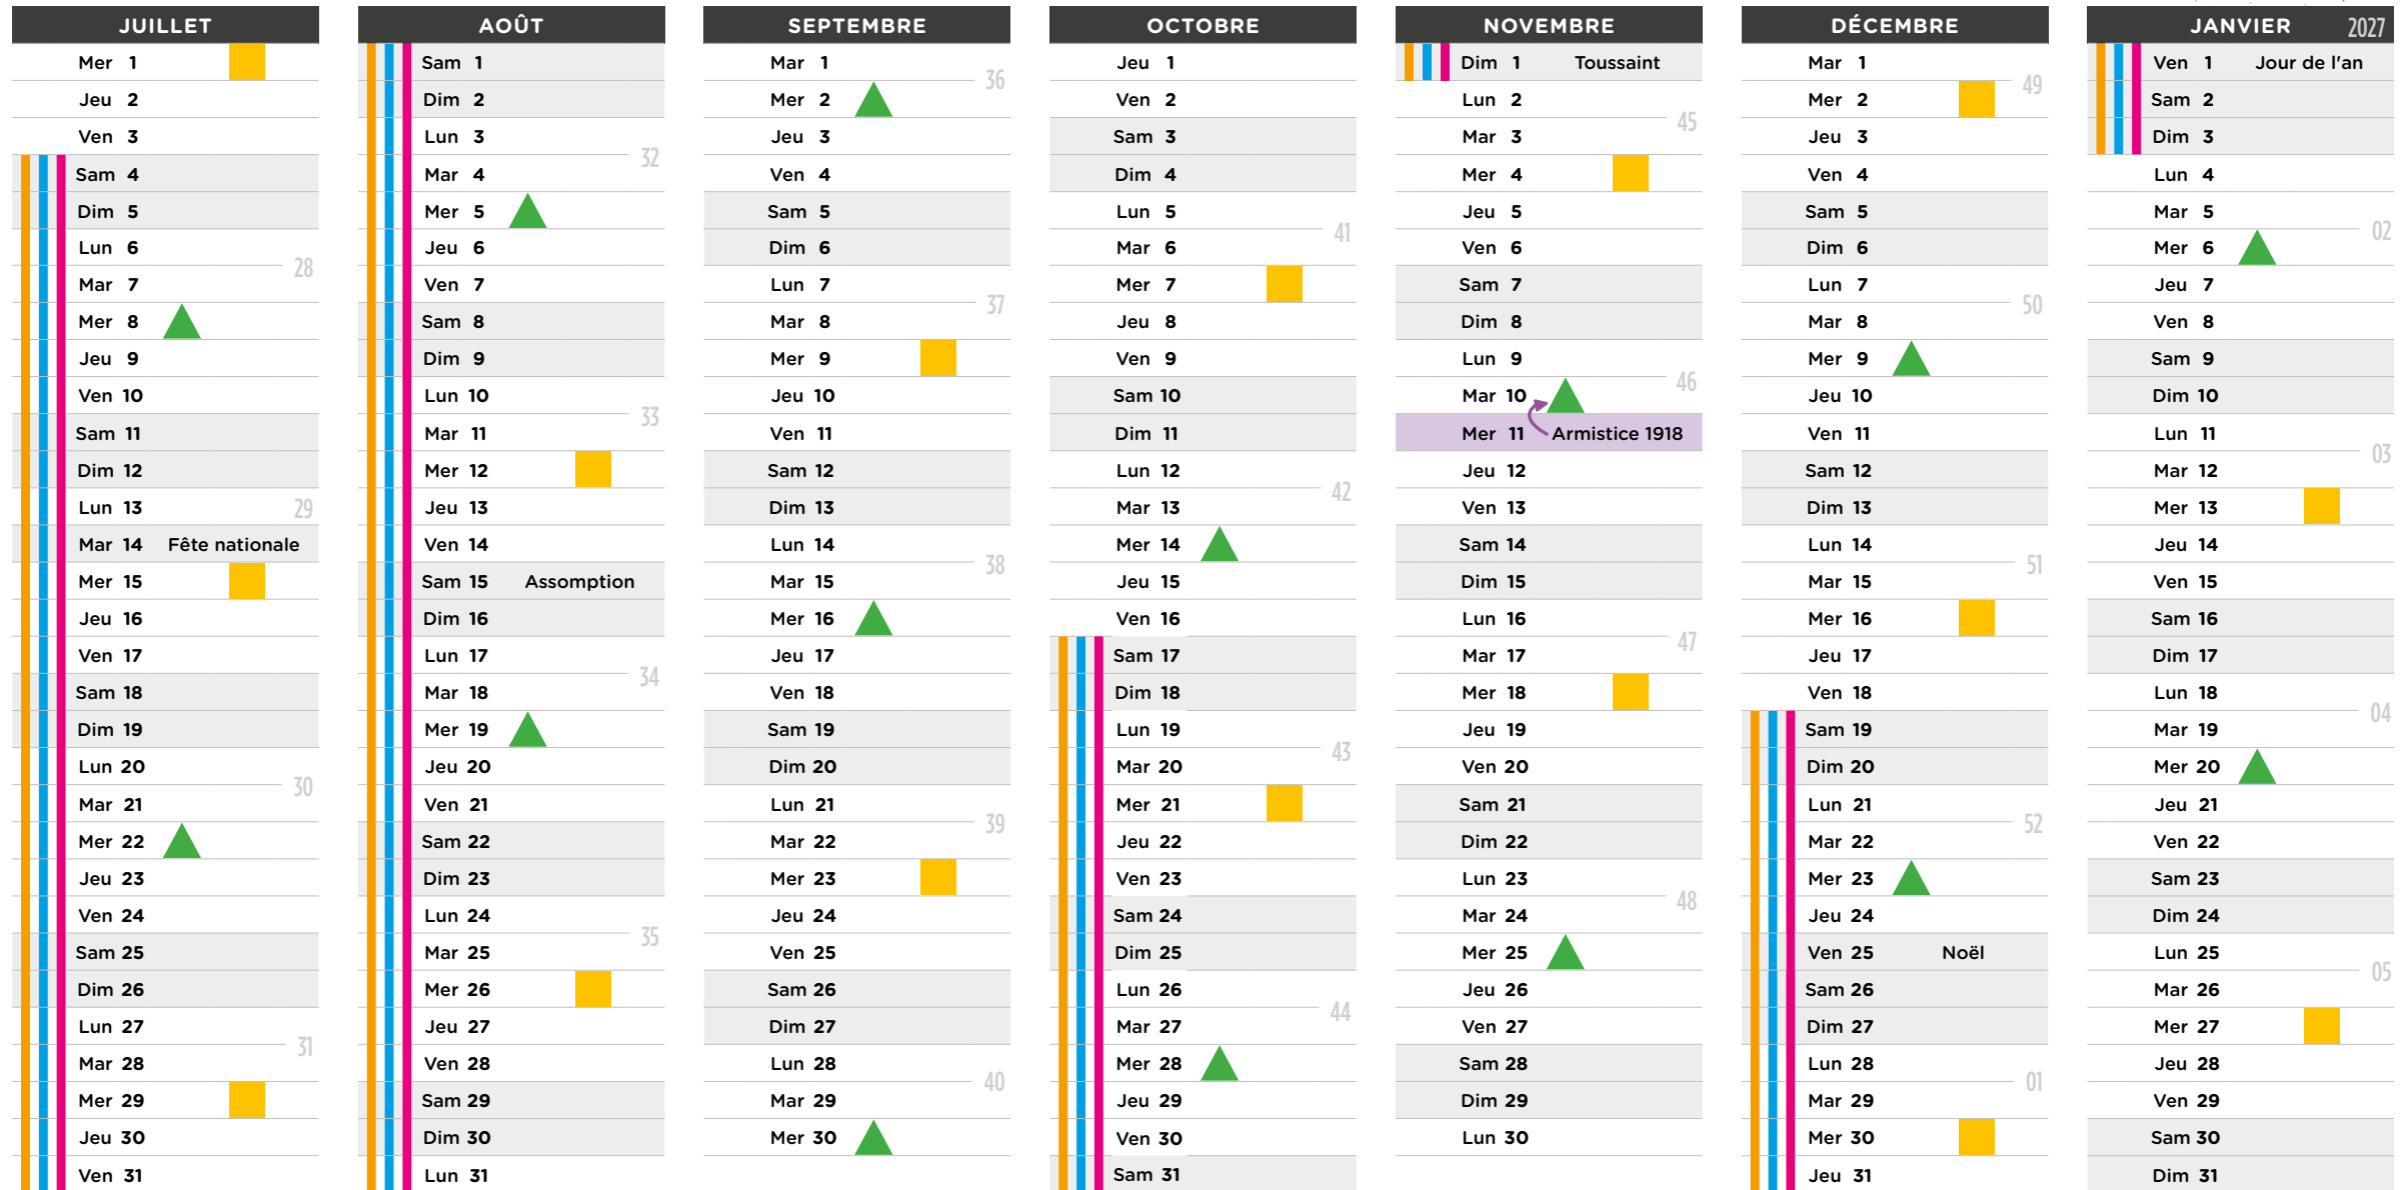 JUILLET
Mer 1
Jeu 2
Ven 3
Sam 4
Dim 5
Lun 6
28
Mar 7
Mer 8
Jeu 9
Ven 10
Sam 11
Dim 12
Lun 13 29
Mar 14 Fête nationale
Mer 15
Jeu 16
Ven 17
Sam 18
Dim 19
Lun 20
30
Mar 21
Mer 22
Jeu 23
Ven 24
Sam 25
Dim 26
Lun 27
31
Mar 28
Mer 29
Jeu 30
Ven 31
AOÛT
Sam 1
Dim 2
Lun 3
32
Mar 4
Mer 5
Jeu 6
Ven 7
Sam 8
Dim 9
Lun 10
33
Mar 11
Mer 12
Jeu 13
Ven 14
Sam 15 Assomption
Dim 16
Lun 17
34
Mar 18
Mer 19
Jeu 20
Ven 21
Sam 22
Dim 23
Lun 24
35
Mar 25
Mer 26
Jeu 27
Ven 28
Sam 29
Dim 30
Lun 31
SEPTEMBRE
Mar 1
36
Mer 2
Jeu 3
Ven 4
Sam 5
Dim 6
Lun 7
37
Mar 8
Mer 9
Jeu 10
Ven 11
Sam 12
Dim 13
Lun 14
38
Mar 15
Mer 16
Jeu 17
Ven 18
Sam 19
Dim 20
Lun 21
39
Mar 22
Mer 23
Jeu 24
Ven 25
Sam 26
Dim 27
Lun 28
40
Mar 29
Mer 30
OCTOBRE
Jeu 1
Ven 2
Sam 3
Dim 4
Lun 5
41
Mar 6
Mer 7
Jeu 8
Ven 9
Sam 10
Dim 11
Lun 12
42
Mar 13
Mer 14
Jeu 15
Ven 16
Sam 17
Dim 18
Lun 19
43
Mar 20
Mer 21
Jeu 22
Ven 23
Sam 24
Dim 25
Lun 26
44
Mar 27
Mer 28
Jeu 29
Ven 30
Sam 31
NOVEMBRE
Dim 1 Toussaint
Lun 2
45
Mar 3
Mer 4
Jeu 5
Ven 6
Sam 7
Dim 8
Lun 9
46
Mar 10
Mer 11 Armistice 1918
Jeu 12
Ven 13
Sam 14
Dim 15
Lun 16
47
Mar 17
Mer 18
Jeu 19
Ven 20
Sam 21
Dim 22
Lun 23
48
Mar 24
Mer 25
Jeu 26
Ven 27
Sam 28
Dim 29
Lun 30
DÉCEMBRE
Mar 1
49
Mer 2
Jeu 3
Ven 4
Sam 5
Dim 6
Lun 7
50
Mar 8
Mer 9
Jeu 10
Ven 11
Sam 12
Dim 13
Lun 14
51
Mar 15
Mer 16
Jeu 17
Ven 18
Sam 19
Dim 20
Lun 21
52
Mar 22
Mer 23
Jeu 24
Ven 25 Noël
Sam 26
Dim 27
Lun 28
01
Mar 29
Mer 30
Jeu 31
JANVIER 2027
Ven 1 Jour de l'an
Sam 2
Dim 3
Lun 4
Mar 5
02
Mer 6
Jeu 7
Ven 8
Sam 9
Dim 10
Lun 11
03
Mar 12
Mer 13
Jeu 14
Ven 15
Sam 16
Dim 17
Lun 18
04
Mar 19
Mer 20
Jeu 21
Ven 22
Sam 23
Dim 24
Lun 25
05
Mar 26
Mer 27
Jeu 28
Ven 29
Sam 30
Dim 31